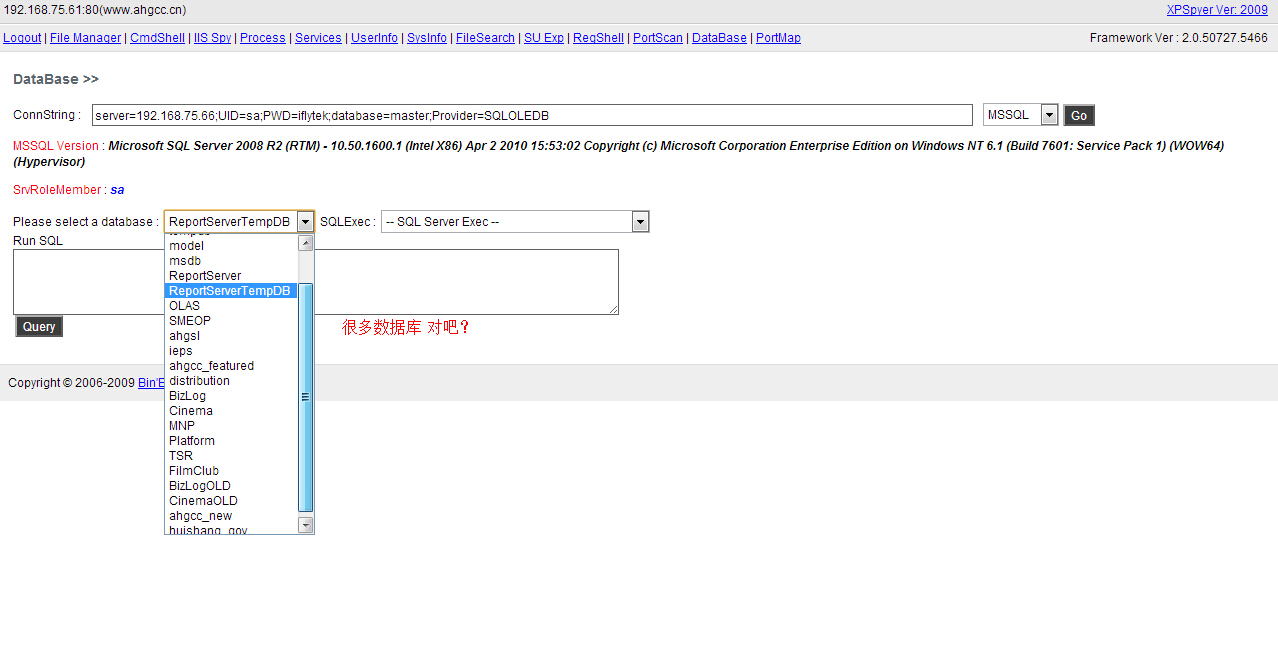 192.168.75.61:80(www.ahgcc.cn) XPSpyer Ver: 2009
Logout | File Manager | CmdShell | IIS Spy | Process | Services | UserInfo | SysInfo | FileSearch | SU Exp | RegShell | PortScan | DataBase | PortMap Framework Ver : 2.0.50727.5466
DataBase >>
ConnString : server=192.168.75.66;UID=sa;PWD=iflytek;database=master;Provider=SQLOLEDB MSSQL Go
MSSQL Version : Microsoft SQL Server 2008 R2 (RTM) - 10.50.1600.1 (Intel X86) Apr 2 2010 15:53:02 Copyright (c) Microsoft Corporation Enterprise Edition on Windows NT 6.1 (Build 7601: Service Pack 1) (WOW64)
(Hypervisor)
SrvRoleMember : sa
Please select a database : ReportServerTempDB SQLExec : -- SQL Server Exec --
Run SQL
model
msdb
ReportServer
ReportServerTempDB
OLAS
SMEOP
Query 很多数据库 对吧?
ahgsl
ieps
ahgcc_featured
distribution
Copyright © 2006-2009 Bin'E
BizLog
Cinema
MNP
Platform
TSR
FilmClub
BizLogOLD
CinemaOLD
ahgcc_new
huishang_gov